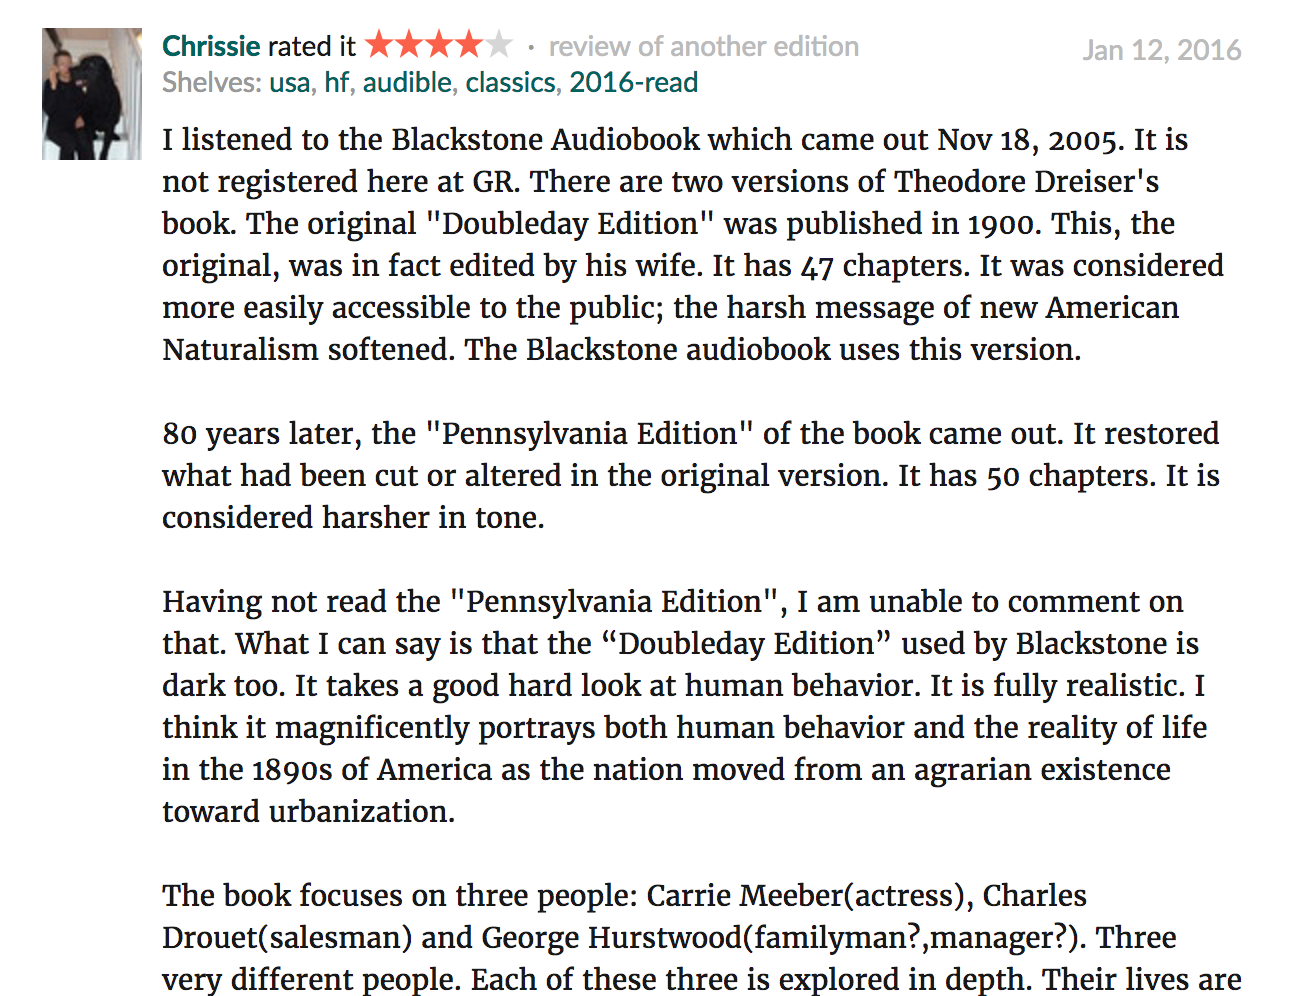 Chrissie rated it ★★★★★ · review of another edition Jan 12, 2016
Shelves: usa, hf, audible, classics, 2016-read
I listened to the Blackstone Audiobook which came out Nov 18, 2005. It is
not registered here at GR. There are two versions of Theodore Dreiser's
book. The original "Doubleday Edition" was published in 1900. This, the
original, was in fact edited by his wife. It has 47 chapters. It was considered
more easily accessible to the public; the harsh message of new American
Naturalism softened. The Blackstone audiobook uses this version.
80 years later, the "Pennsylvania Edition" of the book came out. It restored
what had been cut or altered in the original version. It has 50 chapters. It is
considered harsher in tone.
Having not read the "Pennsylvania Edition", I am unable to comment on
that. What I can say is that the “Doubleday Edition” used by Blackstone is
dark too. It takes a good hard look at human behavior. It is fully realistic. I
think it magnificently portrays both human behavior and the reality of life
in the 1890s of America as the nation moved from an agrarian existence
toward urbanization.
The book focuses on three people: Carrie Meeber(actress), Charles
Drouet(salesman) and George Hurstwood(familyman?,manager?). Three
very different people. Each of these three is explored in depth. Their lives are